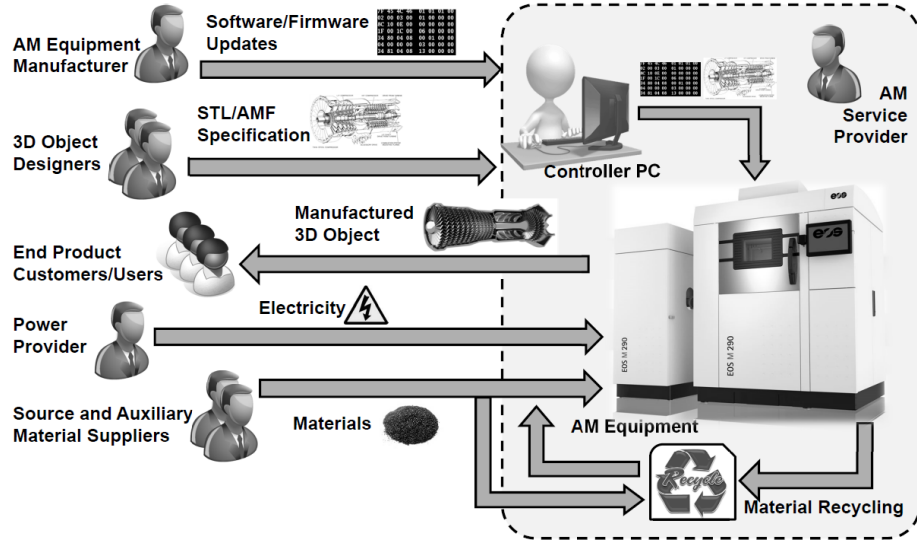 AM Equipment
Manufacturer
Software/Firmware
Updates
AM
Service
Provider
3D Object
Designers
STL/AMF
Specification
Controller PC
Manufactured
3D Object
End Product
Customers/Users
eos
eos
Electricity
Power
Provider
EOS M 290
EOS M 290
Source and Auxiliary
Material Suppliers
Materials
AM Equipment
Recycle
Material Recycling